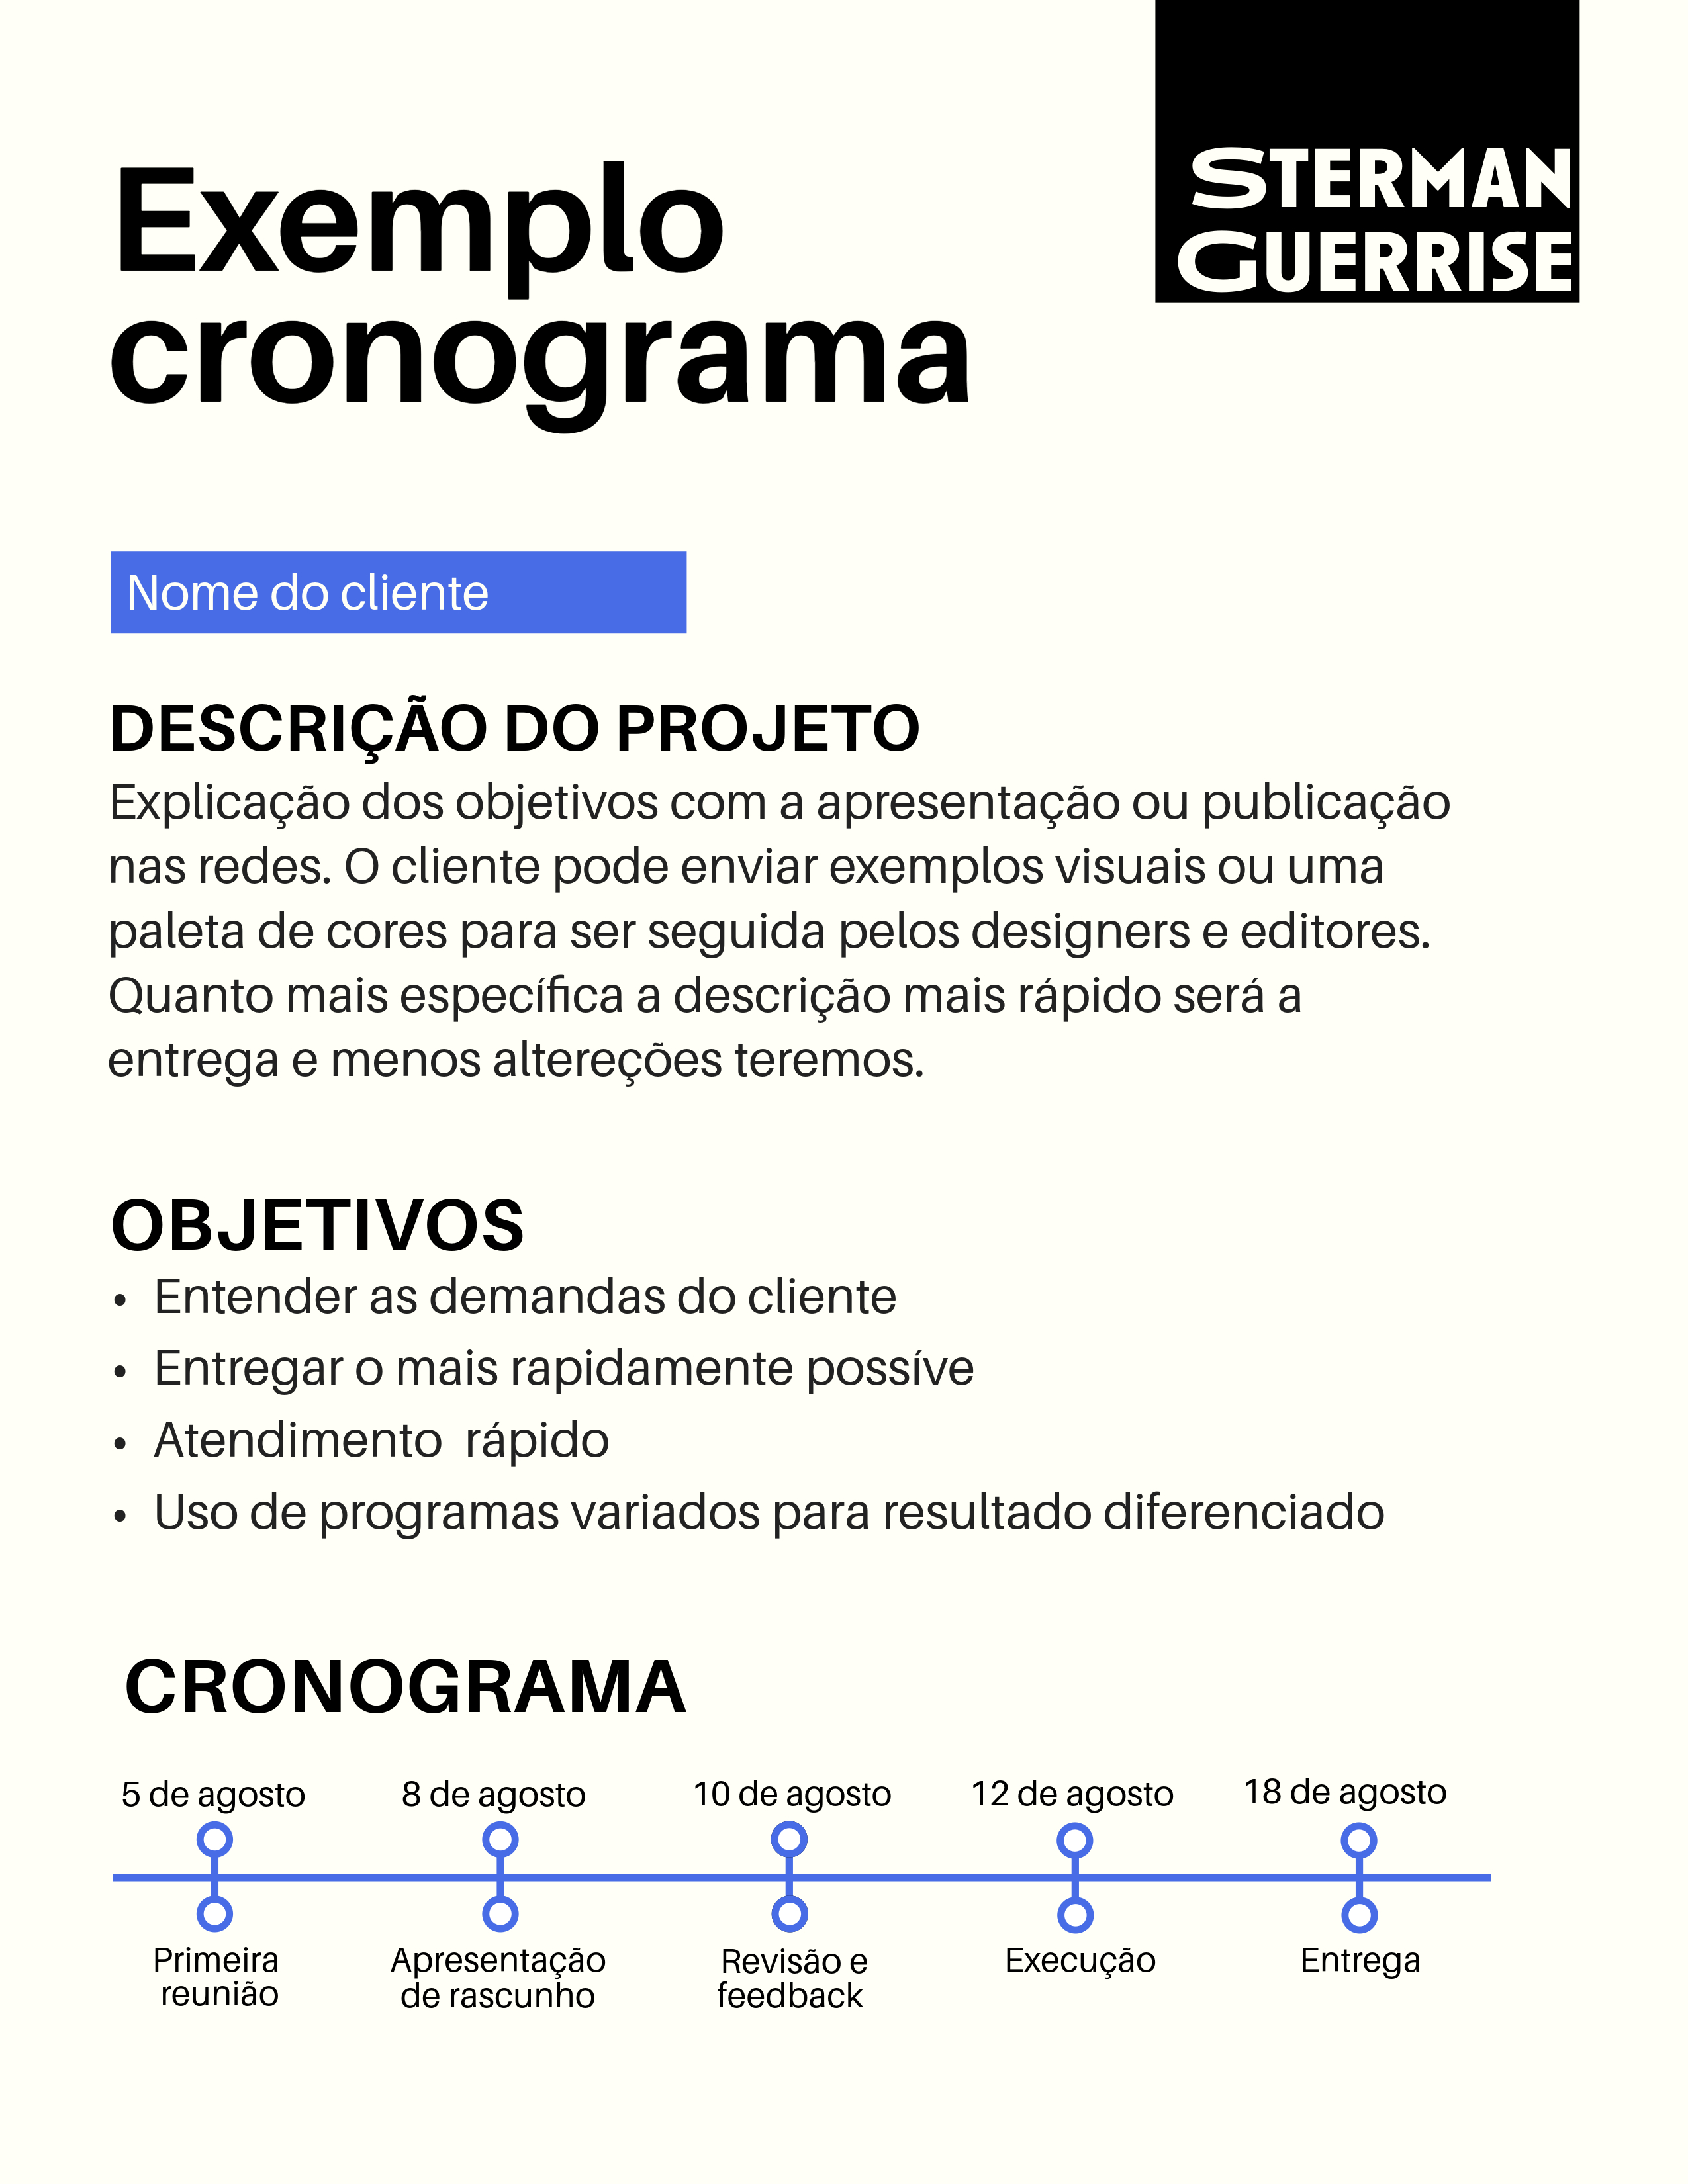 Exemplo
cronograma
STERMAN
GUERRISE
Nome do cliente
DESCRIÇÃO DO PROJETO
Explicação dos objetivos com a apresentação ou publicação
nas redes. O cliente pode enviar exemplos visuais ou uma
paleta de cores para ser seguida pelos designers e editores.
Quanto mais específica a descrição mais rápido será a
entrega e menos altereções teremos.
OBJETIVOS
• Entender as demandas do cliente
• Entregar o mais rapidamente possíve
• Atendimento  rápido
• Uso de programas variados para resultado diferenciado
CRONOGRAMA
5 de agosto
8 de agosto
10 de agosto
12 de agosto
18 de agosto
Primeira
reunião
Apresentação
de rascunho
Revisão e
feedback
Execução
Entrega